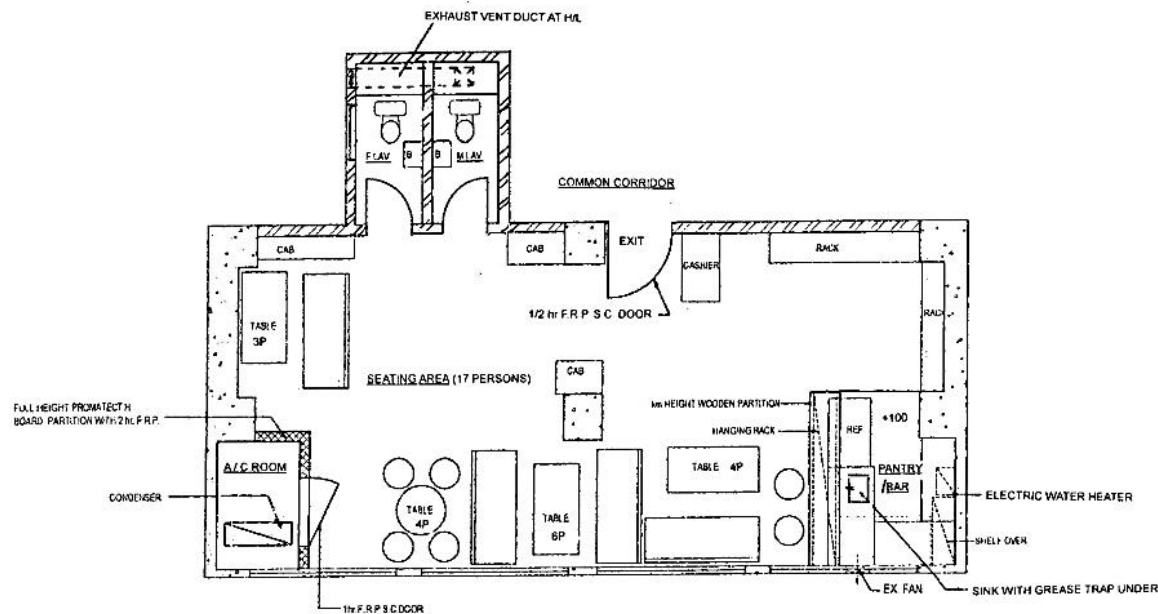 EXHAUST VENT DUCT AT H/L
F.LAV
B
B
M.LAV
COMMON CORRIDOR
CAB
CAB
EXIT
CASHIER
RACK
1/2 hr F.R P S C DOOR
TABLE
3P
RACK
SEATING AREA (17 PERSONS)
CAB
FULL HEIGHT PROMATECT H
BOARD PARTITION WITH 2 hr. F.R.P.
HEIGHT WOODEN PARTITION
HANGING RACK
REF
+100
A / C ROOM
TABLE 4P
PANTRY
/BAR
CONDENSER
TABLE
4P
TABLE
6P
ELECTRIC WATER HEATER
SHELF OVER
EX FAN
SINK WITH GREASE TRAP UNDER
1hr F.R P S C DOOR